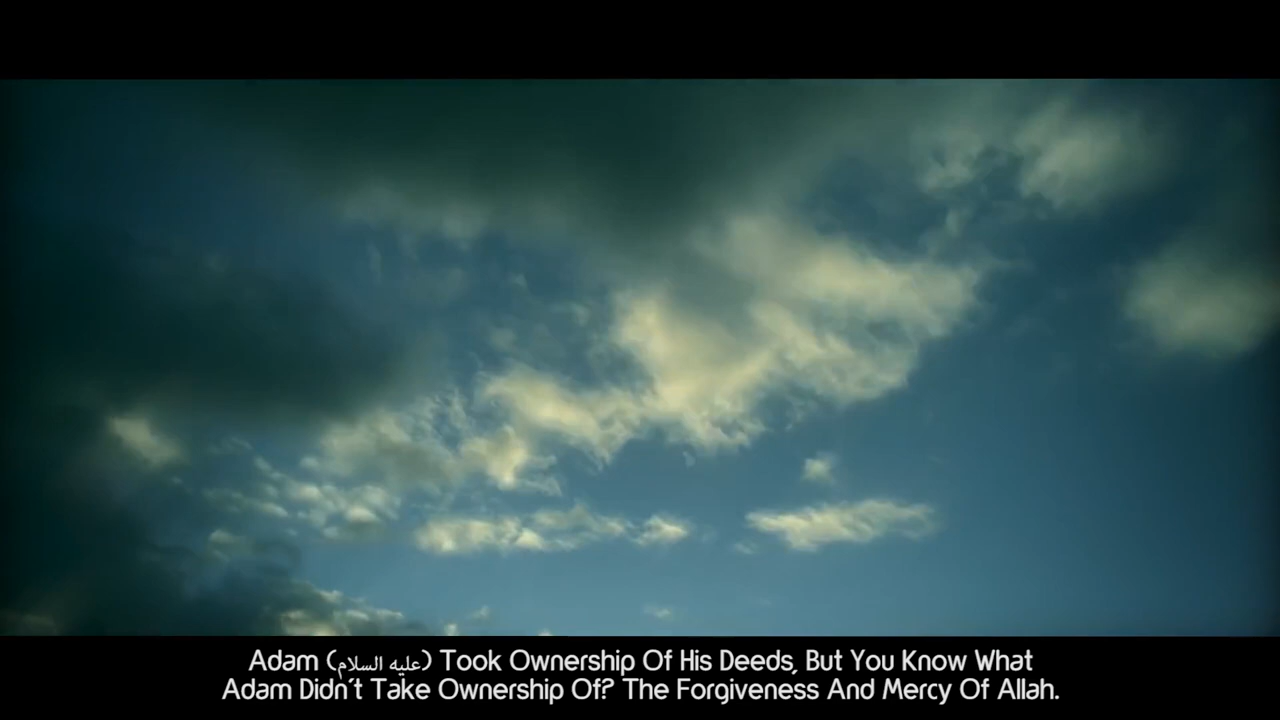 Adam (عليه السلام) Took Ownership Of His Deeds, But You Know What
Adam Didn't Take Ownership Of? The Forgiveness And Mercy Of Allah.